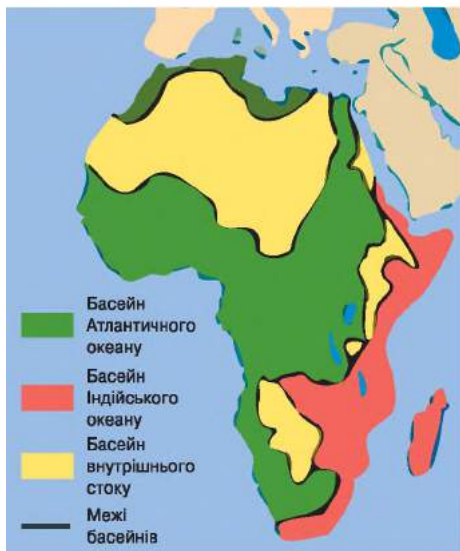 Басейн
Атлантичного
океану
Басейн
Індійського
океану
Басейн
внутрішнього
стоку
Межі
басейнів